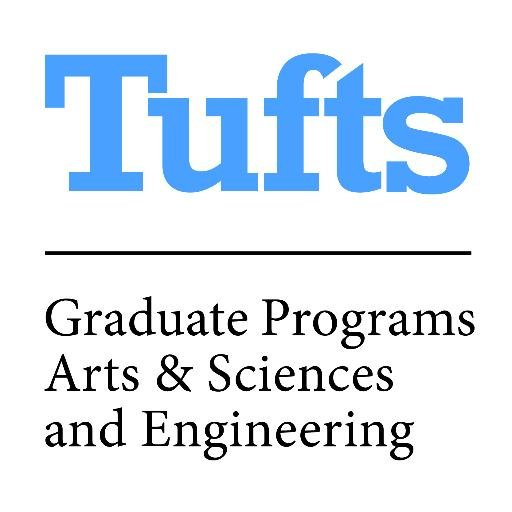 Tufts
Graduate Programs
Arts & Sciences
and Engineering